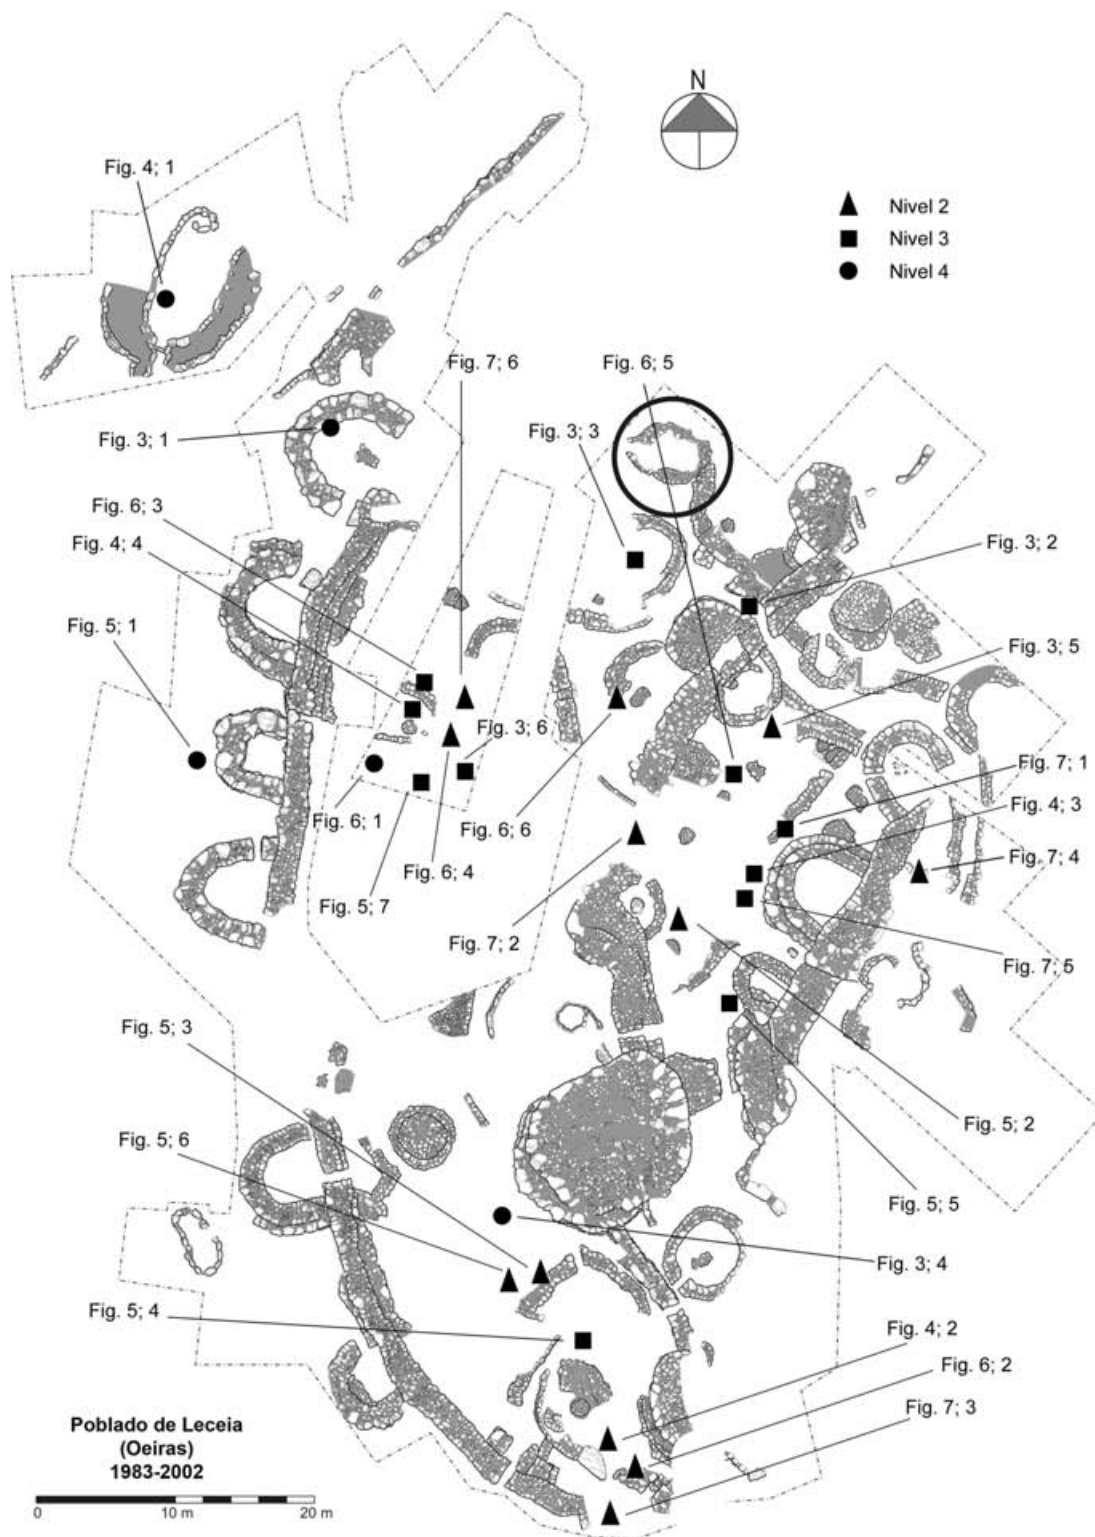 N
Fig. 4; 1
Nivel 2
Nivel 3
Nivel 4
Fig. 7; 6
Fig. 6; 5
Fig. 3; 1
Fig. 3; 3
Fig. 6; 3
Fig. 4; 4
Fig. 3; 2
Fig. 5; 1
Fig. 3; 5
Fig. 3; 6
Fig. 7; 1
Fig. 6; 1
Fig. 6; 6
Fig. 4; 3
Fig. 7; 4
Fig. 6; 4
Fig. 5; 7
Fig. 7; 2
Fig. 7; 5
Fig. 5; 3
Fig. 5; 2
Fig. 5; 6
Fig. 5; 5
Fig. 3; 4
Fig. 5; 4
Fig. 4; 2
Fig. 6; 2
Fig. 7; 3
Poblado de Leceia
(Oeiras)
1983-2002
0 10 m 20 m